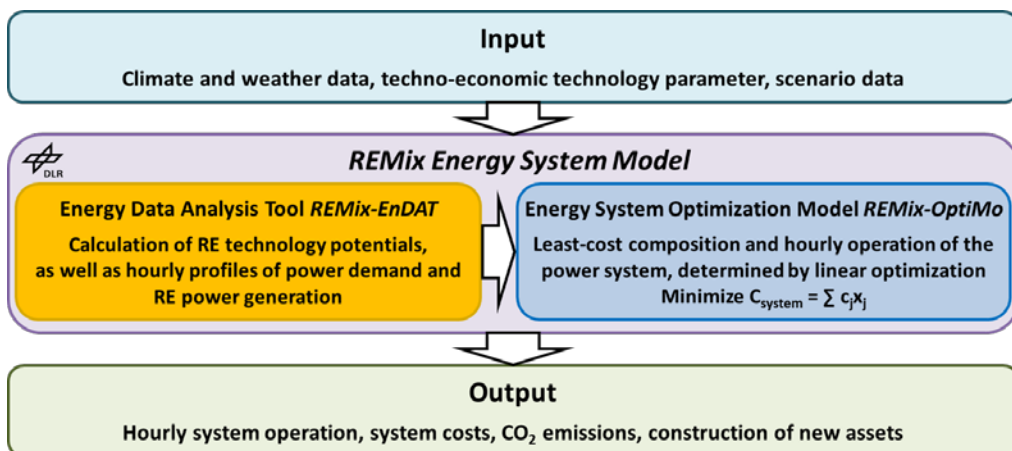 Input
Climate and weather data, techno-economic technology parameter, scenario data
DLR
REMix Energy System Model
Energy Data Analysis Tool REMix-EnDAT
Calculation of RE technology potentials,
as well as hourly profiles of power demand and
RE power generation
Energy System Optimization Model REMix-OptiMo
Least-cost composition and hourly operation of the
power system, determined by linear optimization
Minimize C_system = ∑ c_j x_j
Output
Hourly system operation, system costs, CO₂ emissions, construction of new assets